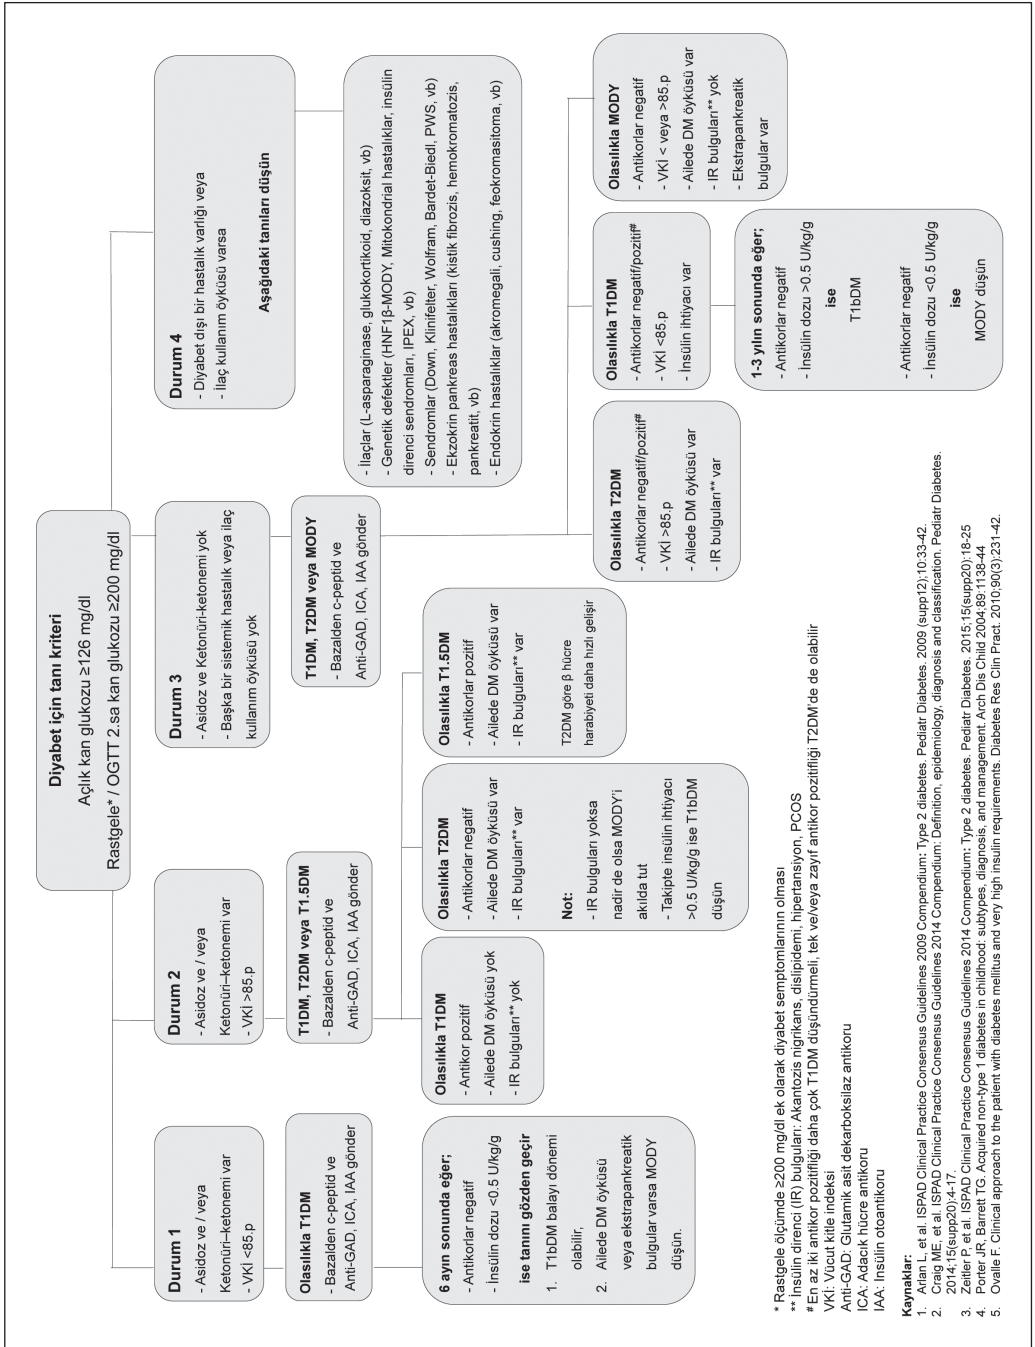 Diyabet için tanı kriteri
Açlık kan glukozu ≥126 mg/dl
Rastgele* / OGTT 2.sa kan glukozu ≥200 mg/dl
Durum 1
- Asidoz ve / veya
Ketonüri–ketonemi var
- VKİ <85.p
Olasılıkla T1DM
- Bazalden c-peptid ve
Anti-GAD, ICA, IAA gönder
6 ayın sonunda eğer;
- Antikorlar negatif
- İnsülin dozu <0.5 U/kg/g
ise tanını gözden geçir
1. T1bDM balayı dönemi
olabilir,
2. Ailede DM öyküsü
veya ekstrapankreatik
bulgular varsa MODY
düşün.
Durum 2
- Asidoz ve / veya
Ketonüri–ketonemi var
- VKİ >85.p
T1DM, T2DM veya T1.5DM
- Bazalden c-peptid ve
Anti-GAD, ICA, IAA gönder
Olasılıkla T1DM
- Antikor pozitif
- Ailede DM öyküsü yok
- IR bulguları** yok
Olasılıkla T2DM
- Antikorlar negatif
- Ailede DM öyküsü var
- IR bulguları** var
Not:
- IR bulguları yoksa
nadir de olsa MODY'i
akılda tut
- Takipte insülin ihtiyacı
>0.5 U/kg/g ise T1bDM
düşün
Olasılıkla T1.5DM
- Antikorlar pozitif
- Ailede DM öyküsü var
- IR bulguları** var
T2DM göre β hücre
harabiyeti daha hızlı gelişir
Durum 3
- Asidoz ve Ketonüri-ketonemi yok
- Başka bir sistemik hastalık veya ilaç
kullanım öyküsü yok
T1DM, T2DM veya MODY
- Bazalden c-peptid ve
Anti-GAD, ICA, IAA gönder
Olasılıkla T2DM
- Antikorlar negatif/pozitif#
- VKİ >85.p
- Ailede DM öyküsü var
- IR bulguları** var
Olasılıkla T1DM
- Antikorlar negatif/pozitif#
- VKİ <85.p
- İnsülin ihtiyacı var
1-3 yılın sonunda eğer;
- Antikorlar negatif
- İnsülin dozu >0.5 U/kg/g
ise
T1bDM
Antikorlar negatif
- İnsülin dozu <0.5 U/kg/g
ise
MODY düşün
Olasılıkla MODY
- Antikorlar negatif
- VKİ < veya >85.p
- Ailede DM öyküsü var
- IR bulguları** yok
- Ekstrapankreatik
bulgular var
Durum 4
- Diyabet dışı bir hastalık varlığı veya
- İlaç kullanım öyküsü varsa
Aşağıdaki tanıları düşün
- İlaçlar (L-asparaginase, glukokortikoid, diazoksit, vb)
- Genetik defektler (HNF1β-MODY, Mitokondrial hastalıklar, insülin
direnci sendromları, IPEX, vb)
- Sendromlar (Down, Klinifelter, Wolfram, Bardet-Biedl, PWS, vb)
- Ekzokrin pankreas hastalıkları (kistik fibrozis, hemokromatozis,
pankreatit, vb)
- Endokrin hastalıklar (akromegali, cushing, feokromasitoma, vb)
* Rastgele ölçümde ≥200 mg/dl ek olarak diyabet semptomlarının olması
** İnsülin direnci (IR) bulguları: Akantozis nigrikans, dislipidemi, hipertansiyon, PCOS
# En az iki antikor pozitifliği daha çok T1DM düşündürmeli, tek ve/veya zayıf antikor pozitifliği T2DM'de de olabilir
VKİ: Vücut kitle indeksi
Anti-GAD: Glutamik asit dekarboksilaz antikoru
ICA: Adacık hücre antikoru
IAA: İnsülin otoantikoru
Kaynaklar:
1. Arlan L, et al. ISPAD Clinical Practice Consensus Guidelines 2009 Compendium: Type 2 diabetes. Pediatr Diabetes. 2009 (supp12);10:33-42.
2. Craig ME, et al. ISPAD Clinical Practice Consensus Guidelines 2014 Compendium: Definition, epidemiology, diagnosis and classification. Pediatr Diabetes.
2014;15(supp20):4-17.
3. Zeitler P, et al. ISPAD Clinical Practice Consensus Guidelines 2014 Compendium: Type 2 diabetes. Pediatr Diabetes. 2015;15(supp20):18-25
4. Porter JR, Barrett TG. Acquired non-type 1 diabetes in childhood: subtypes, diagnosis, and management. Arch Dis Child 2004;89:1138-44
5. Ovalle F. Clinical approach to the patient with diabetes mellitus and very high insulin requirements. Diabetes Res Clin Pract. 2010;90(3):231-42.